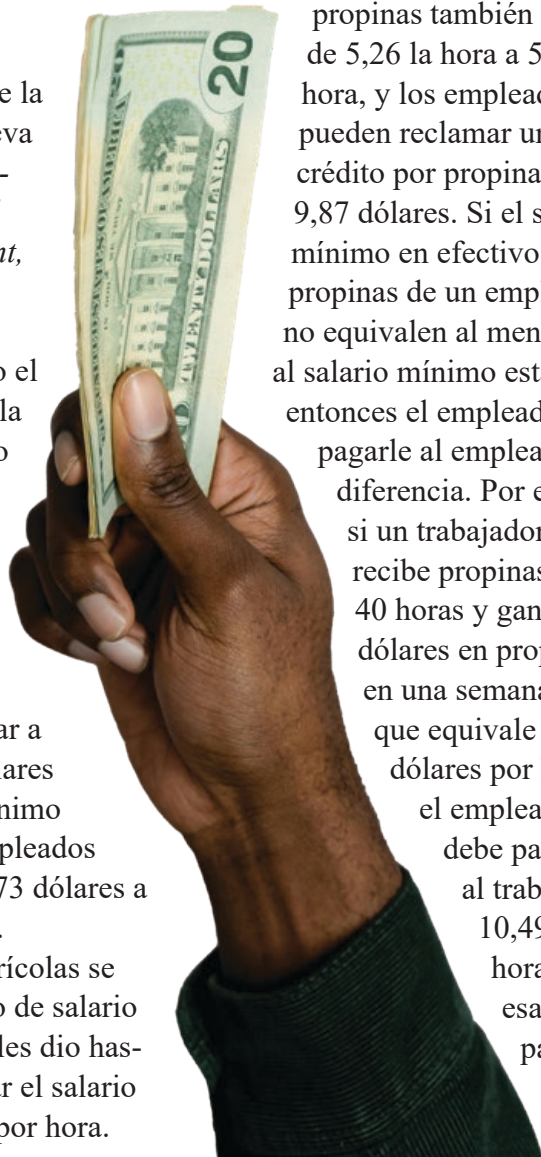 e la
eva
-
nt,
o el
la
o
ar a
lares
nimo
pleados
73 dólares a
.
rícolas se
o de salario
les dio has-
ar el salario
por hora.
20
TWENTY DOLLARS
propinas también
de 5,26 la hora a 5
hora, y los emplead
pueden reclamar un
crédito por propina
9,87 dólares. Si el s
mínimo en efectivo
propinas de un emp
no equivalen al men
al salario mínimo est
entonces el emplead
pagarle al emplea
diferencia. Por e
si un trabajador
recibe propinas
40 horas y gan
dólares en prop
en una semana
que equivale
dólares por
el emplea
debe pa
al trab
10,49
hora
esa
pa